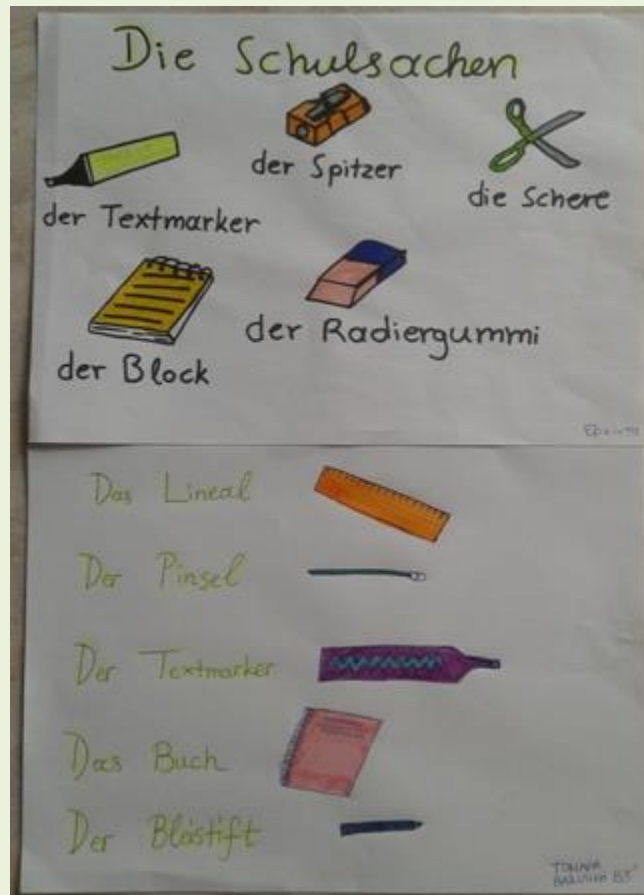 Die Schulsachen
der Spitzer
die Schere
der Textmarker
der Radiergummi
der Block
Das Lineal
Der Pinsel
Der Textmarker
Das Buch
Der Bleistift